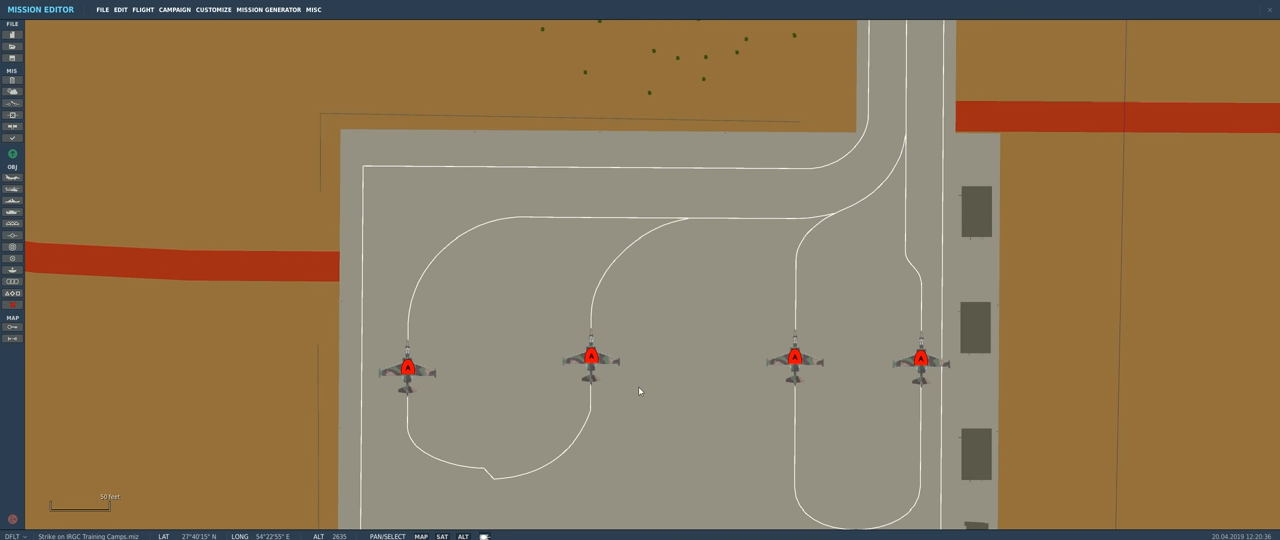 MISSION EDITOR FILE EDIT FLIGHT CAMPAIGN CUSTOMIZE MISSION GENERATOR MISC
FILE
MIS
OBJ
MAP
A
A
A
A
50 feet
DFLT Strike on IRGC Training Camps.miz LAT 27°40'15" N LONG 54°22'55" E ALT 2635 PAN/SELECT MAP SAT ALT 20.04.2019 12:20:36